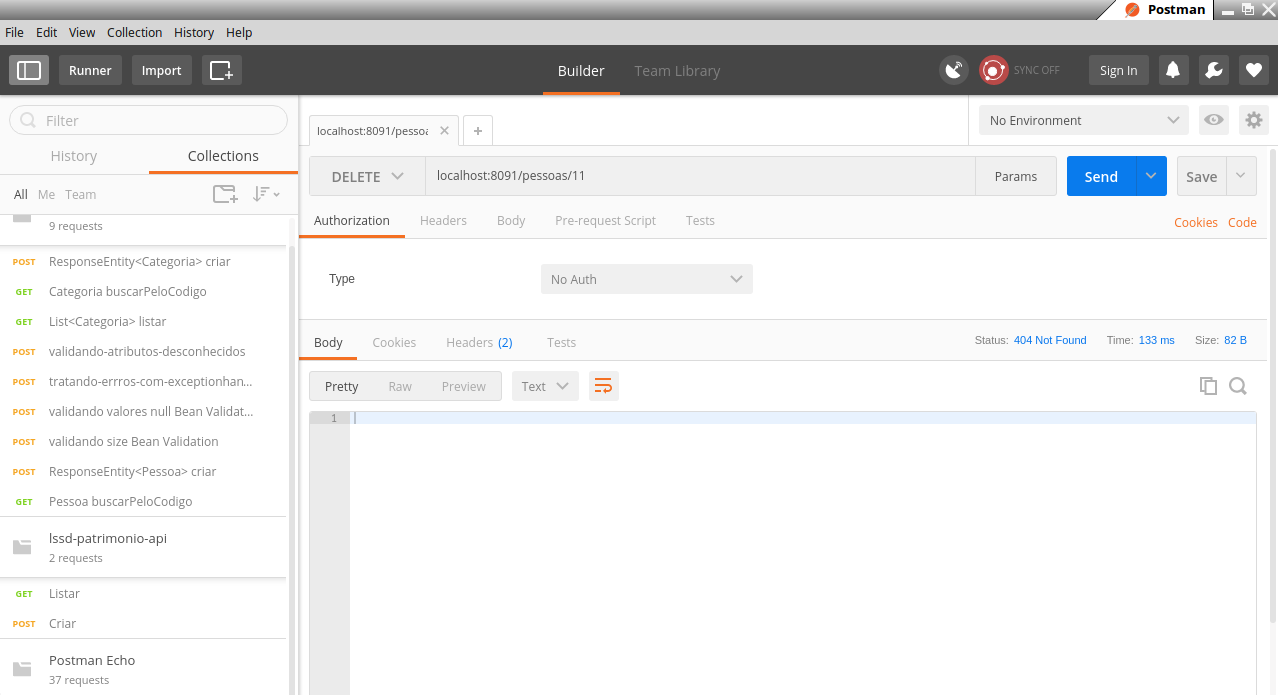 Postman
File Edit View Collection History Help
Runner Import Builder Team Library SYNC OFF Sign In
Filter
History Collections
All Me Team
9 requests
POST ResponseEntity<Categoria> criar
GET Categoria buscarPeloCodigo
GET List<Categoria> listar
POST validando-atributos-desconhecidos
POST tratando-errros-com-exceptionhan...
POST validando valores null Bean Validat...
POST validando size Bean Validation
POST ResponseEntity<Pessoa> criar
GET Pessoa buscarPeloCodigo
lssd-patrimonio-api
2 requests
GET Listar
POST Criar
Postman Echo
37 requests
localhost:8091/pessoa
+
No Environment
DELETE localhost:8091/pessoas/11 Params Send Save
Authorization Headers Body Pre-request Script Tests Cookies Code
Type No Auth
Body Cookies Headers (2) Tests Status: 404 Not Found Time: 133 ms Size: 82 B
Pretty Raw Preview Text
1